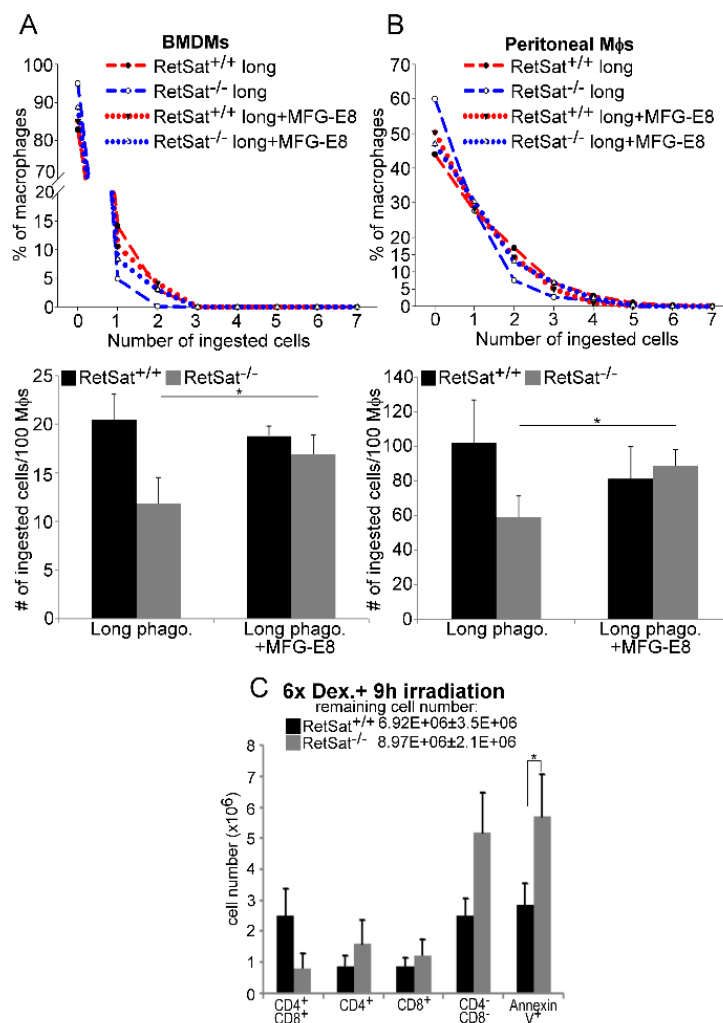 A
BMDMs
RetSat+/+ long
RetSat-/- long
RetSat+/+ long+MFG-E8
RetSat-/- long+MFG-E8
% of macrophages
100
90
80
70
20
15
10
5
0
0 1 2 3 4 5 6 7
Number of ingested cells
B
Peritoneal Mϕs
RetSat+/+ long
RetSat-/- long
RetSat+/+ long+MFG-E8
RetSat-/- long+MFG-E8
% of macrophages
70
60
50
40
30
20
15
10
5
0
0 1 2 3 4 5 6 7
Number of ingested cells
RetSat+/+ RetSat-/-
*
# of ingested cells/100 Mϕs
25
20
15
10
5
0
Long phago.
Long phago.
+MFG-E8
RetSat+/+ RetSat-/-
*
# of ingested cells/100 Mϕs
140
120
100
80
60
40
20
0
Long phago.
Long phago.
+MFG-E8
C 6x Dex.+ 9h irradiation
remaining cell number:
RetSat+/+ 6.92E+06±3.5E+06
RetSat-/- 8.97E+06±2.1E+06
*
cell number (x10^6)
8
7
6
5
4
3
2
1
0
CD4+
CD8+
CD4+
CD8+
CD4-
CD8-
Annexin
V+